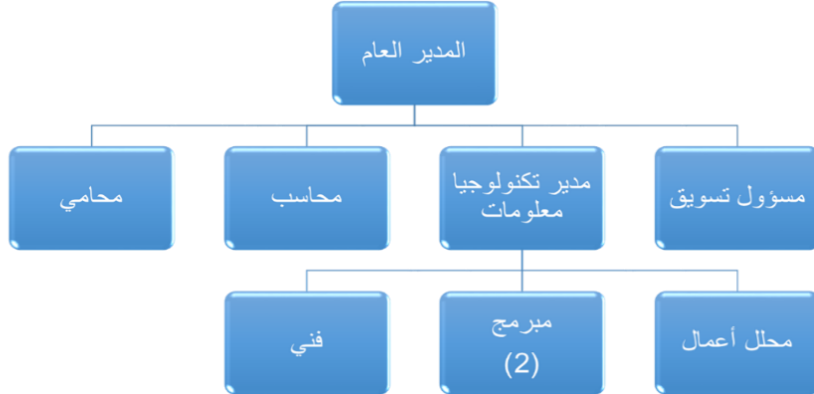 المدير العام
مسؤول تسويق
مدير تكنولوجيا
معلومات
محاسب
محامي
محلل أعمال
مبرمج
(2)
فني